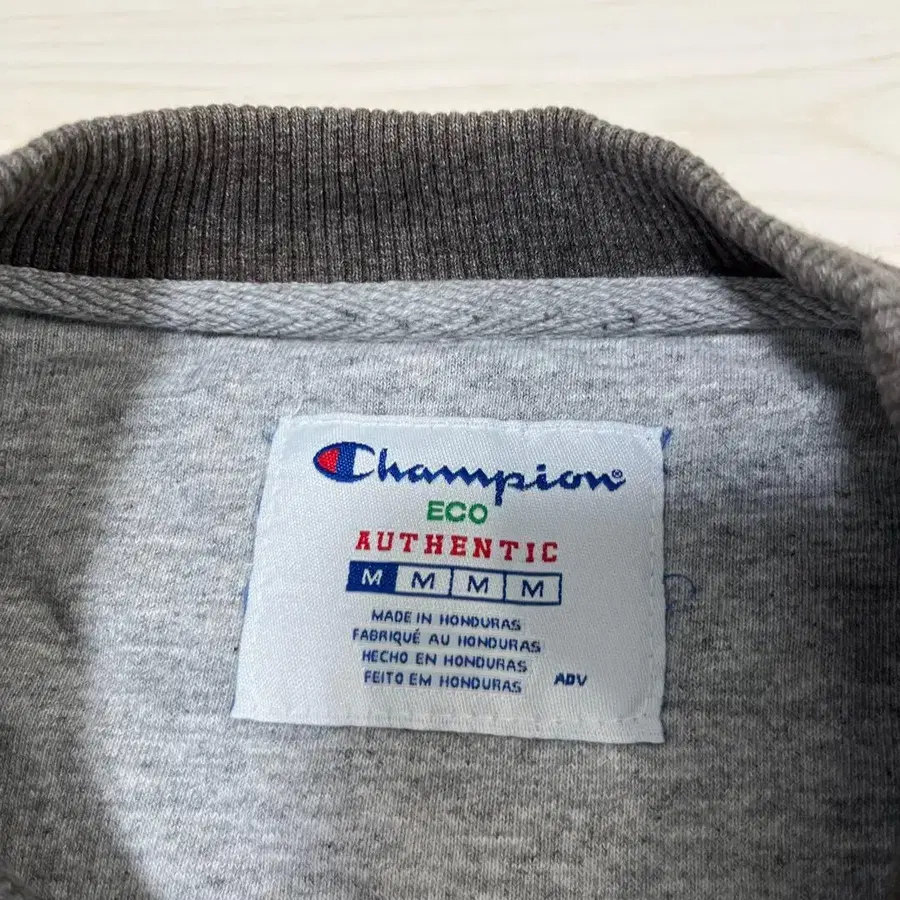 Champion®
ECO
AUTHENTIC
M M M M
MADE IN HONDURAS
FABRIQUÉ AU HONDURAS
HECHO EN HONDURAS
FEITO EM HONDURAS ADV